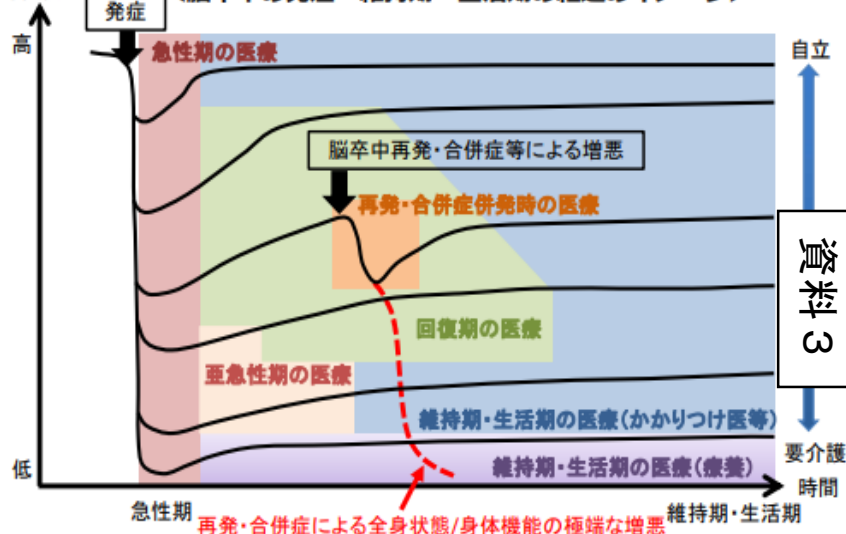 発症
高
急性期の医療
自立
脳卒中再発・合併症等による増悪
再発・合併症併発時の医療
資料３
回復期の医療
亜急性期の医療
維持期・生活期の医療(かかりつけ医等)
維持期・生活期の医療(療養)
要介護
低
時間
急性期
維持期・生活期
再発・合併症による全身状態/身体機能の極端な増悪